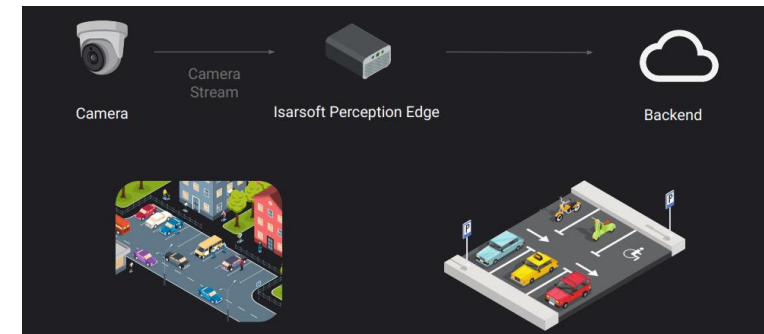 Camera
Stream
Camera
Isarsoft Perception Edge
Backend
P
P